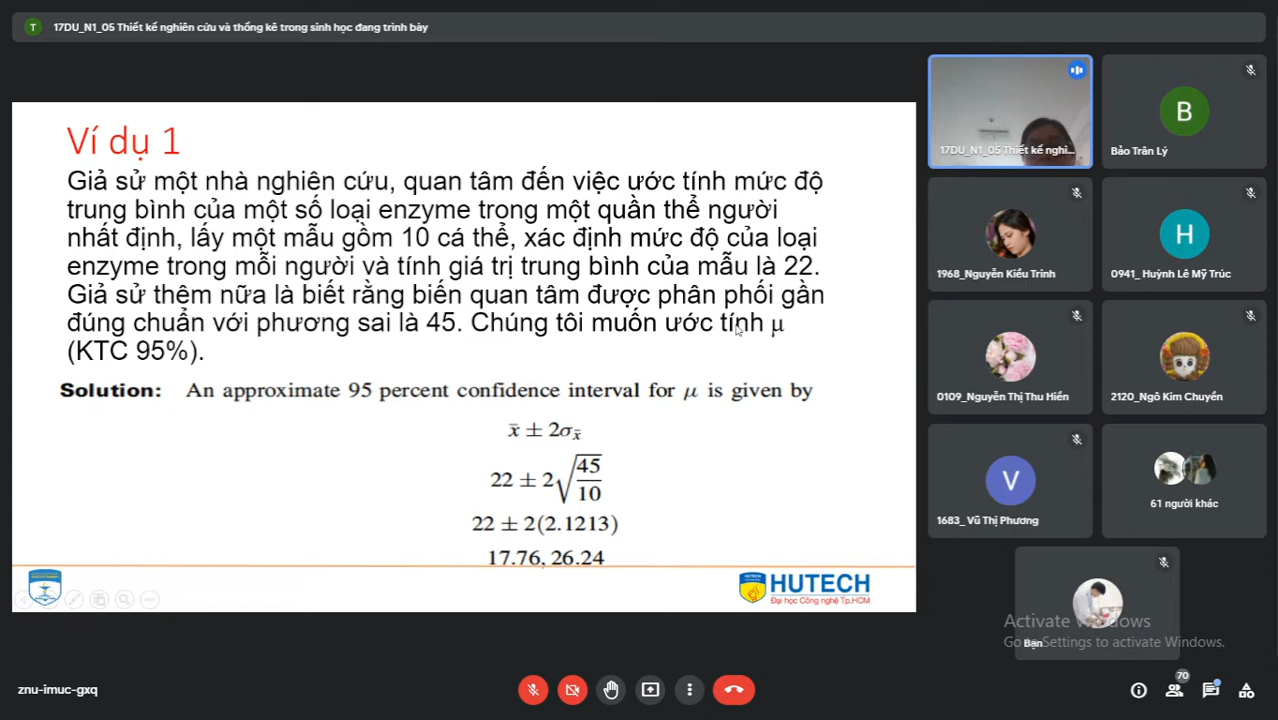 T
17DU_N1_05 Thiết kế nghiên cứu và thống kê trong sinh học đang trình bày
Ví dụ 1
Giả sử một nhà nghiên cứu, quan tâm đến việc ước tính mức độ
trung bình của một số loại enzyme trong một quần thể người
nhất định, lấy một mẫu gồm 10 cá thể, xác định mức độ của loại
enzyme trong mỗi người và tính giá trị trung bình của mẫu là 22.
Giả sử thêm nữa là biết rằng biến quan tâm được phân phối gần
đúng chuẩn với phương sai là 45. Chúng tôi muốn ước tính μ
(KTC 95%).
Solution: An approximate 95 percent confidence interval for μ is given by
x̄ ± 2σx̄
22 ± 2√45/10
22 ± 2(2.1213)
17.76, 26.24
HUTECH
Đại học Công nghệ Tp.HCM
17DU_N1_05 Thiết kế nghi...
B
Bảo Trân Lý
1968_Nguyễn Kiều Trinh
H
0941_ Huỳnh Lê Mỹ Trúc
0109_Nguyễn Thị Thu Hiền
2120_Ngô Kim Chuyển
V
1683_ Vũ Thị Phương
61 người khác
Bạn
Activate Windows
Go to Settings to activate Windows.
znu-imuc-gxq
70